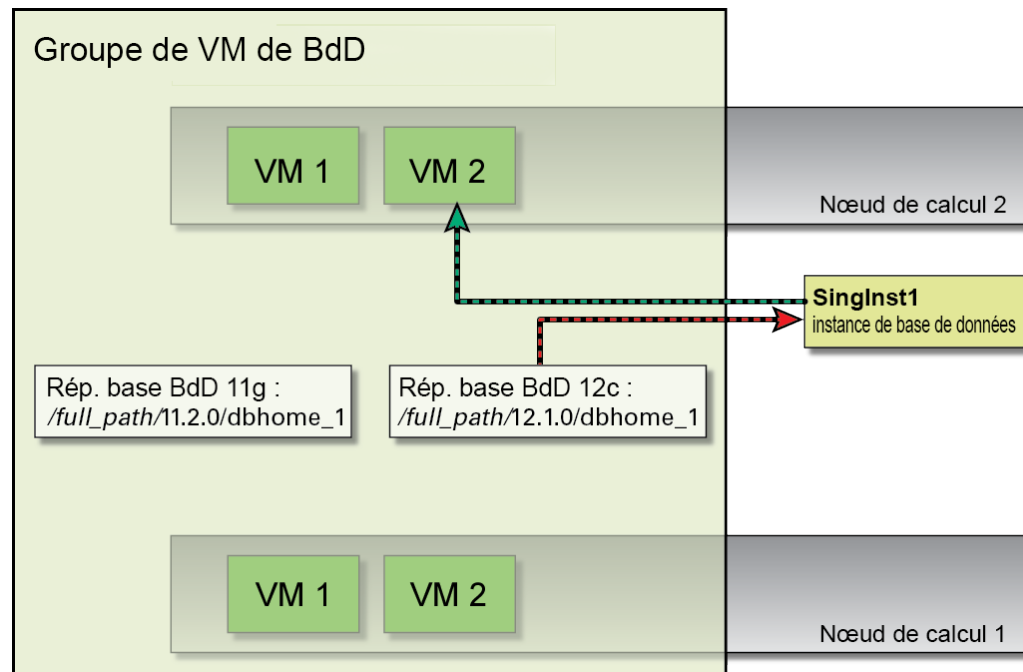 Groupe de VM de BdD
VM 1
VM 2
Nœud de calcul 2
SingInst1
instance de base de données
Rép. base BdD 11g :
/full_path/11.2.0/dbhome_1
Rép. base BdD 12c :
/full_path/12.1.0/dbhome_1
VM 1
VM 2
Nœud de calcul 1